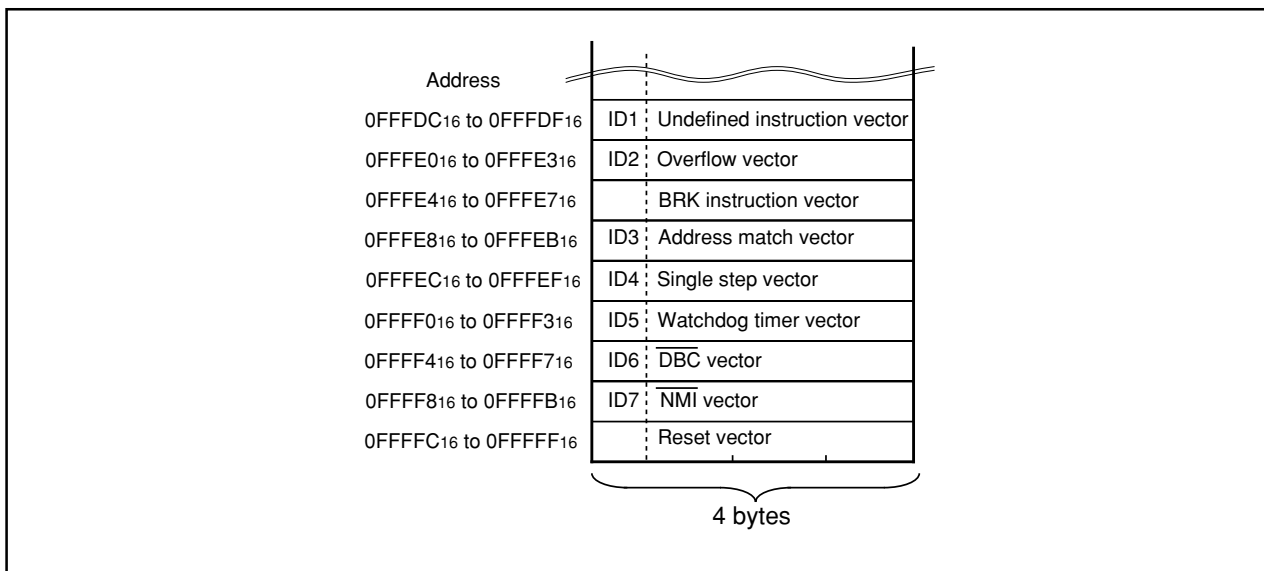 Address
0FFFDC16 to 0FFFDF16 ID1 Undefined instruction vector
0FFFE016 to 0FFFE316 ID2 Overflow vector
0FFFE416 to 0FFFE716 BRK instruction vector
0FFFE816 to 0FFFEB16 ID3 Address match vector
0FFFEC16 to 0FFFEF16 ID4 Single step vector
0FFFF016 to 0FFFF316 ID5 Watchdog timer vector
0FFFF416 to 0FFFF716 ID6 D̅B̅C̅ vector
0FFFF816 to 0FFFFB16 ID7 N̅M̅I̅ vector
0FFFFC16 to 0FFFFF16 Reset vector
4 bytes